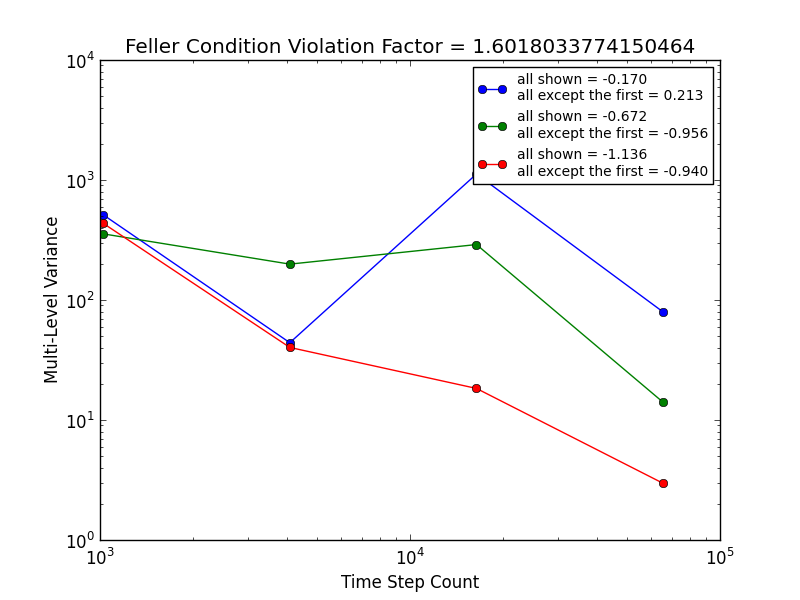 Feller Condition Violation Factor = 1.6018033774150464
10^4
10^3
10^2
10^1
10^0
Multi-Level Variance
all shown = -0.170
all except the first = 0.213
all shown = -0.672
all except the first = -0.956
all shown = -1.136
all except the first = -0.940
10^3
10^4
10^5
Time Step Count